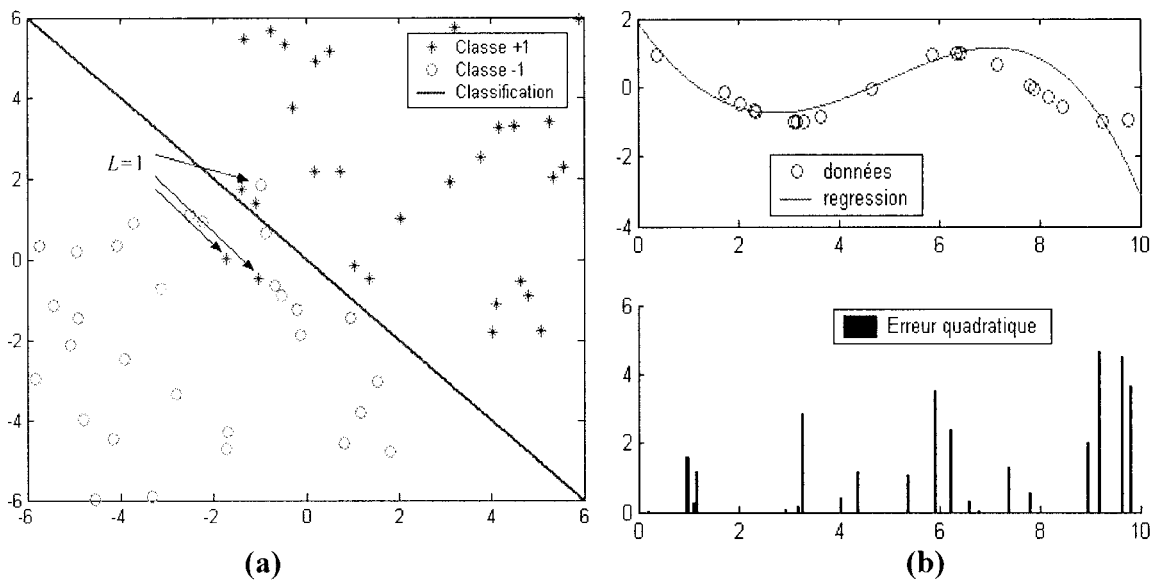 6
4
2
0
-2
-4
-6
-6 -4 -2 0 2 4 6
Classe +1
Classe -1
Classification
L=1
(a)
2
0
-2
-4
0 2 4 6 8 10
données
regression
6
4
2
0
0 2 4 6 8 10
Erreur quadratique
(b)